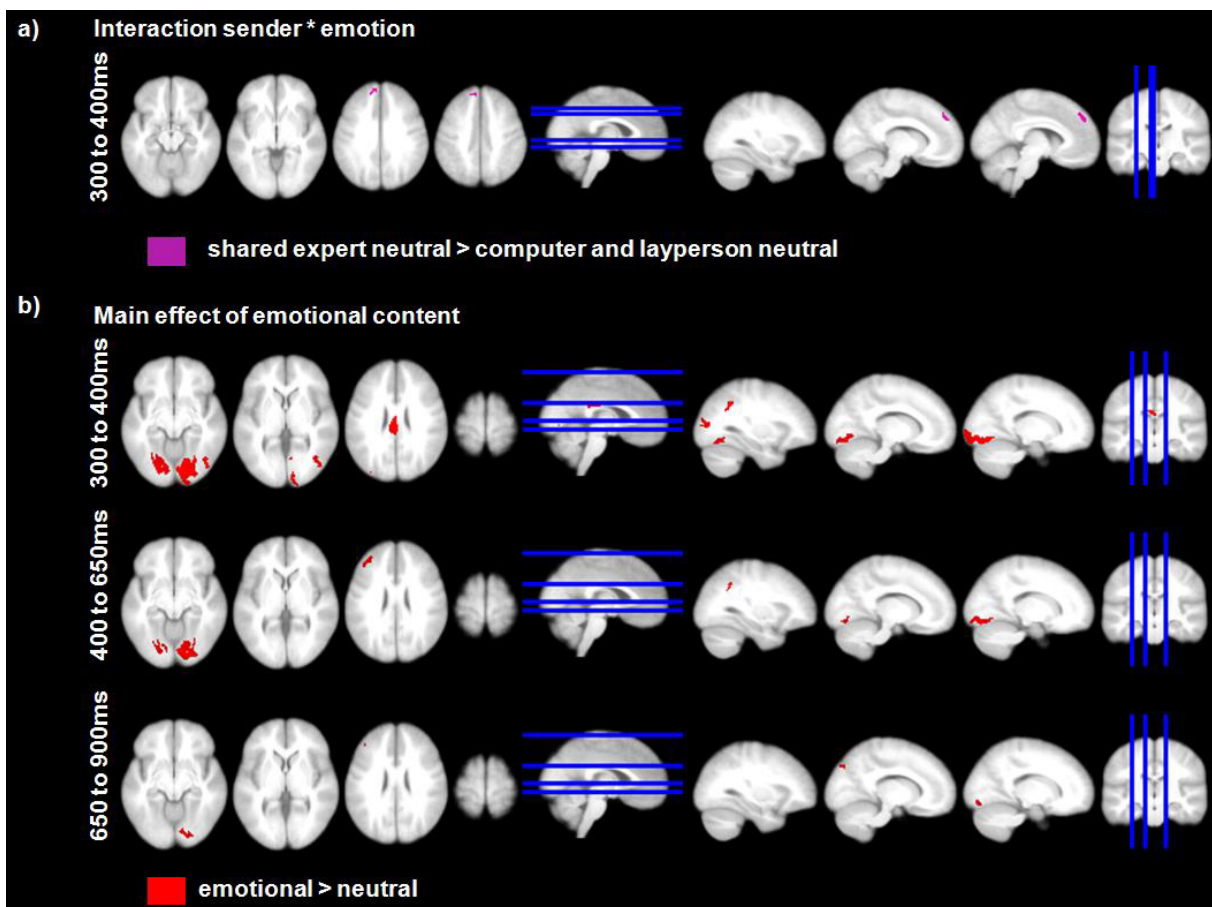 a) Interaction sender * emotion
300 to 400ms
shared expert neutral > computer and layperson neutral
b) Main effect of emotional content
300 to 400ms
400 to 650ms
650 to 900ms
emotional > neutral